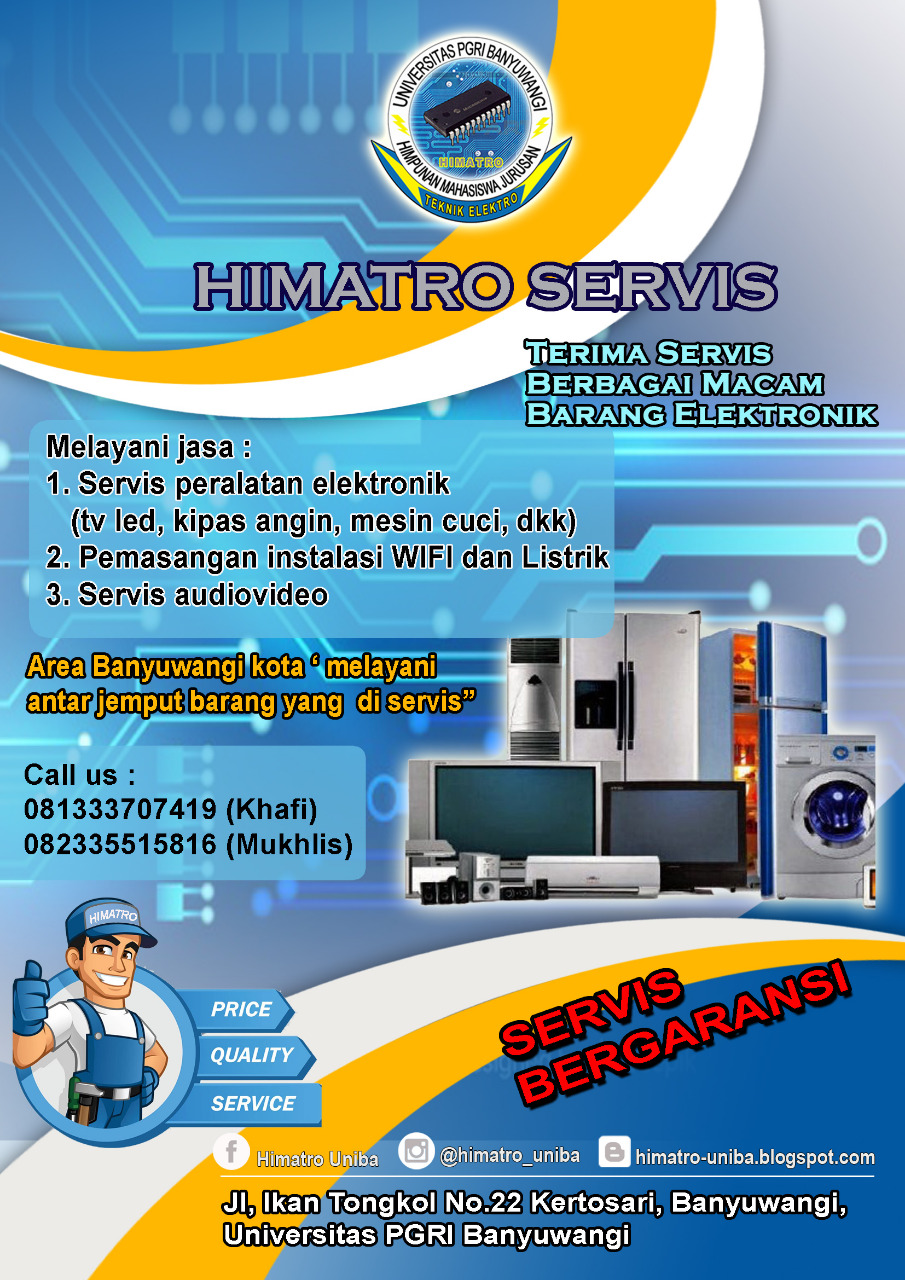 UNIVERSITAS PGRI BANYUWANGI
HIMATRO
HIMPUNAN MAHASISWA JURUSAN
TEKNIK ELEKTRO
HIMATRO SERVIS
TERIMA SERVIS
BERBAGAI MACAM
BARANG ELEKTRONIK
Melayani jasa :
1. Servis peralatan elektronik
(tv led, kipas angin, mesin cuci, dkk)
2. Pemasangan instalasi WIFI dan Listrik
3. Servis audiovideo
Area Banyuwangi kota ‘ melayani
antar jemput barang yang di servis”
Call us :
081333707419 (Khafi)
082335515816 (Mukhlis)
HIMATRO
PRICE
QUALITY
SERVICE
SERVIS
BERGARANSI
Himatro Uniba @himatro_uniba himatro-uniba.blogspot.com
Jl, Ikan Tongkol No.22 Kertosari, Banyuwangi,
Universitas PGRI Banyuwangi